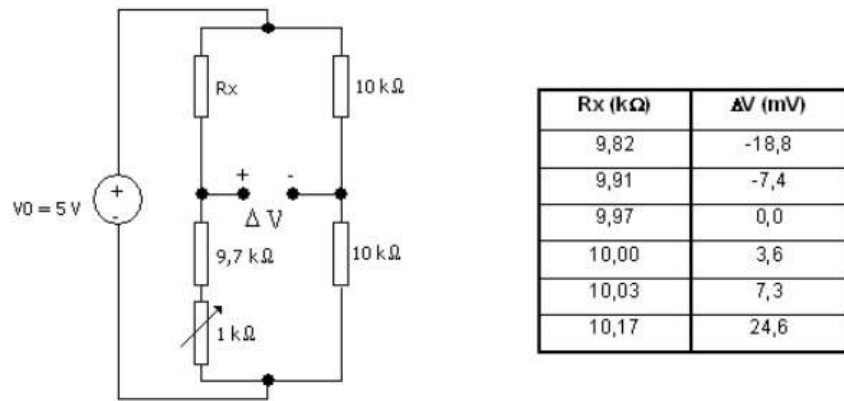 Rx
10 kΩ
+ -
V0 = 5 V
+
-
Δ V
9,7 kΩ
10 kΩ
1 kΩ
Rx (kΩ) ΔV (mV)
9,82 -18,8
9,91 -7,4
9,97 0,0
10,00 3,6
10,03 7,3
10,17 24,6